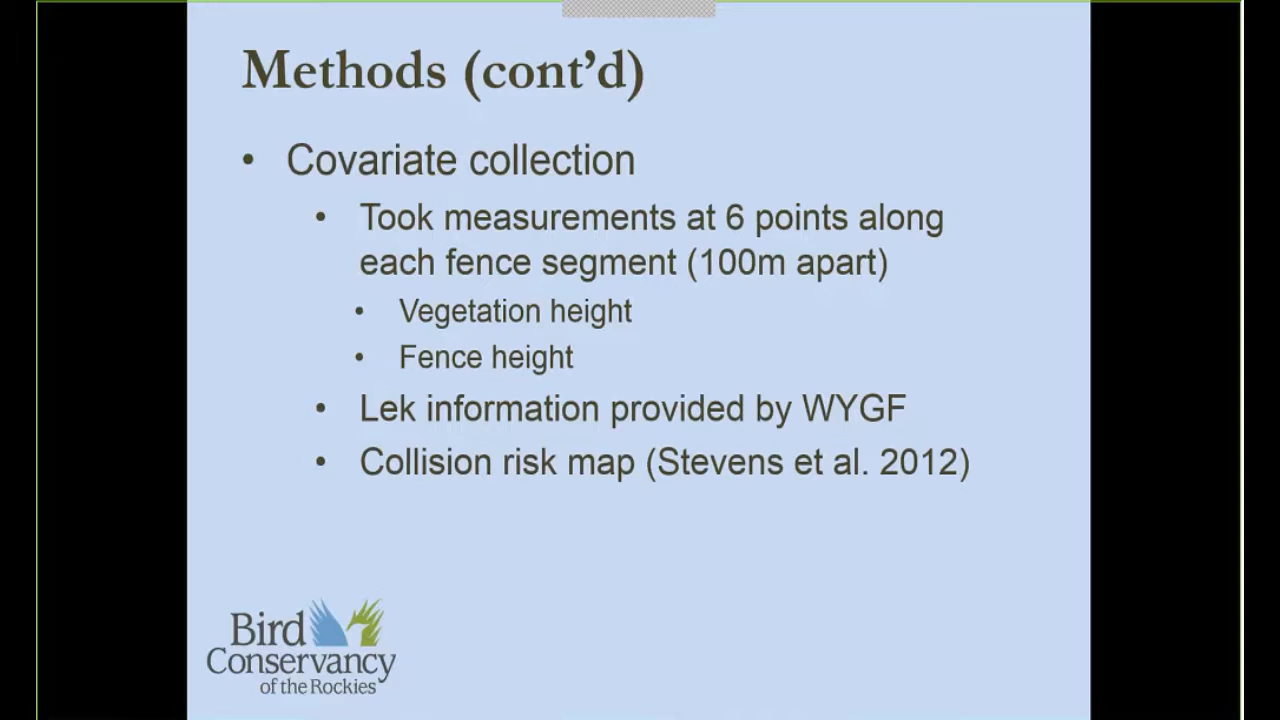 Methods (cont’d)
• Covariate collection
• Took measurements at 6 points along
each fence segment (100m apart)
• Vegetation height
• Fence height
• Lek information provided by WYGF
• Collision risk map (Stevens et al. 2012)
Bird
Conservancy
of the Rockies